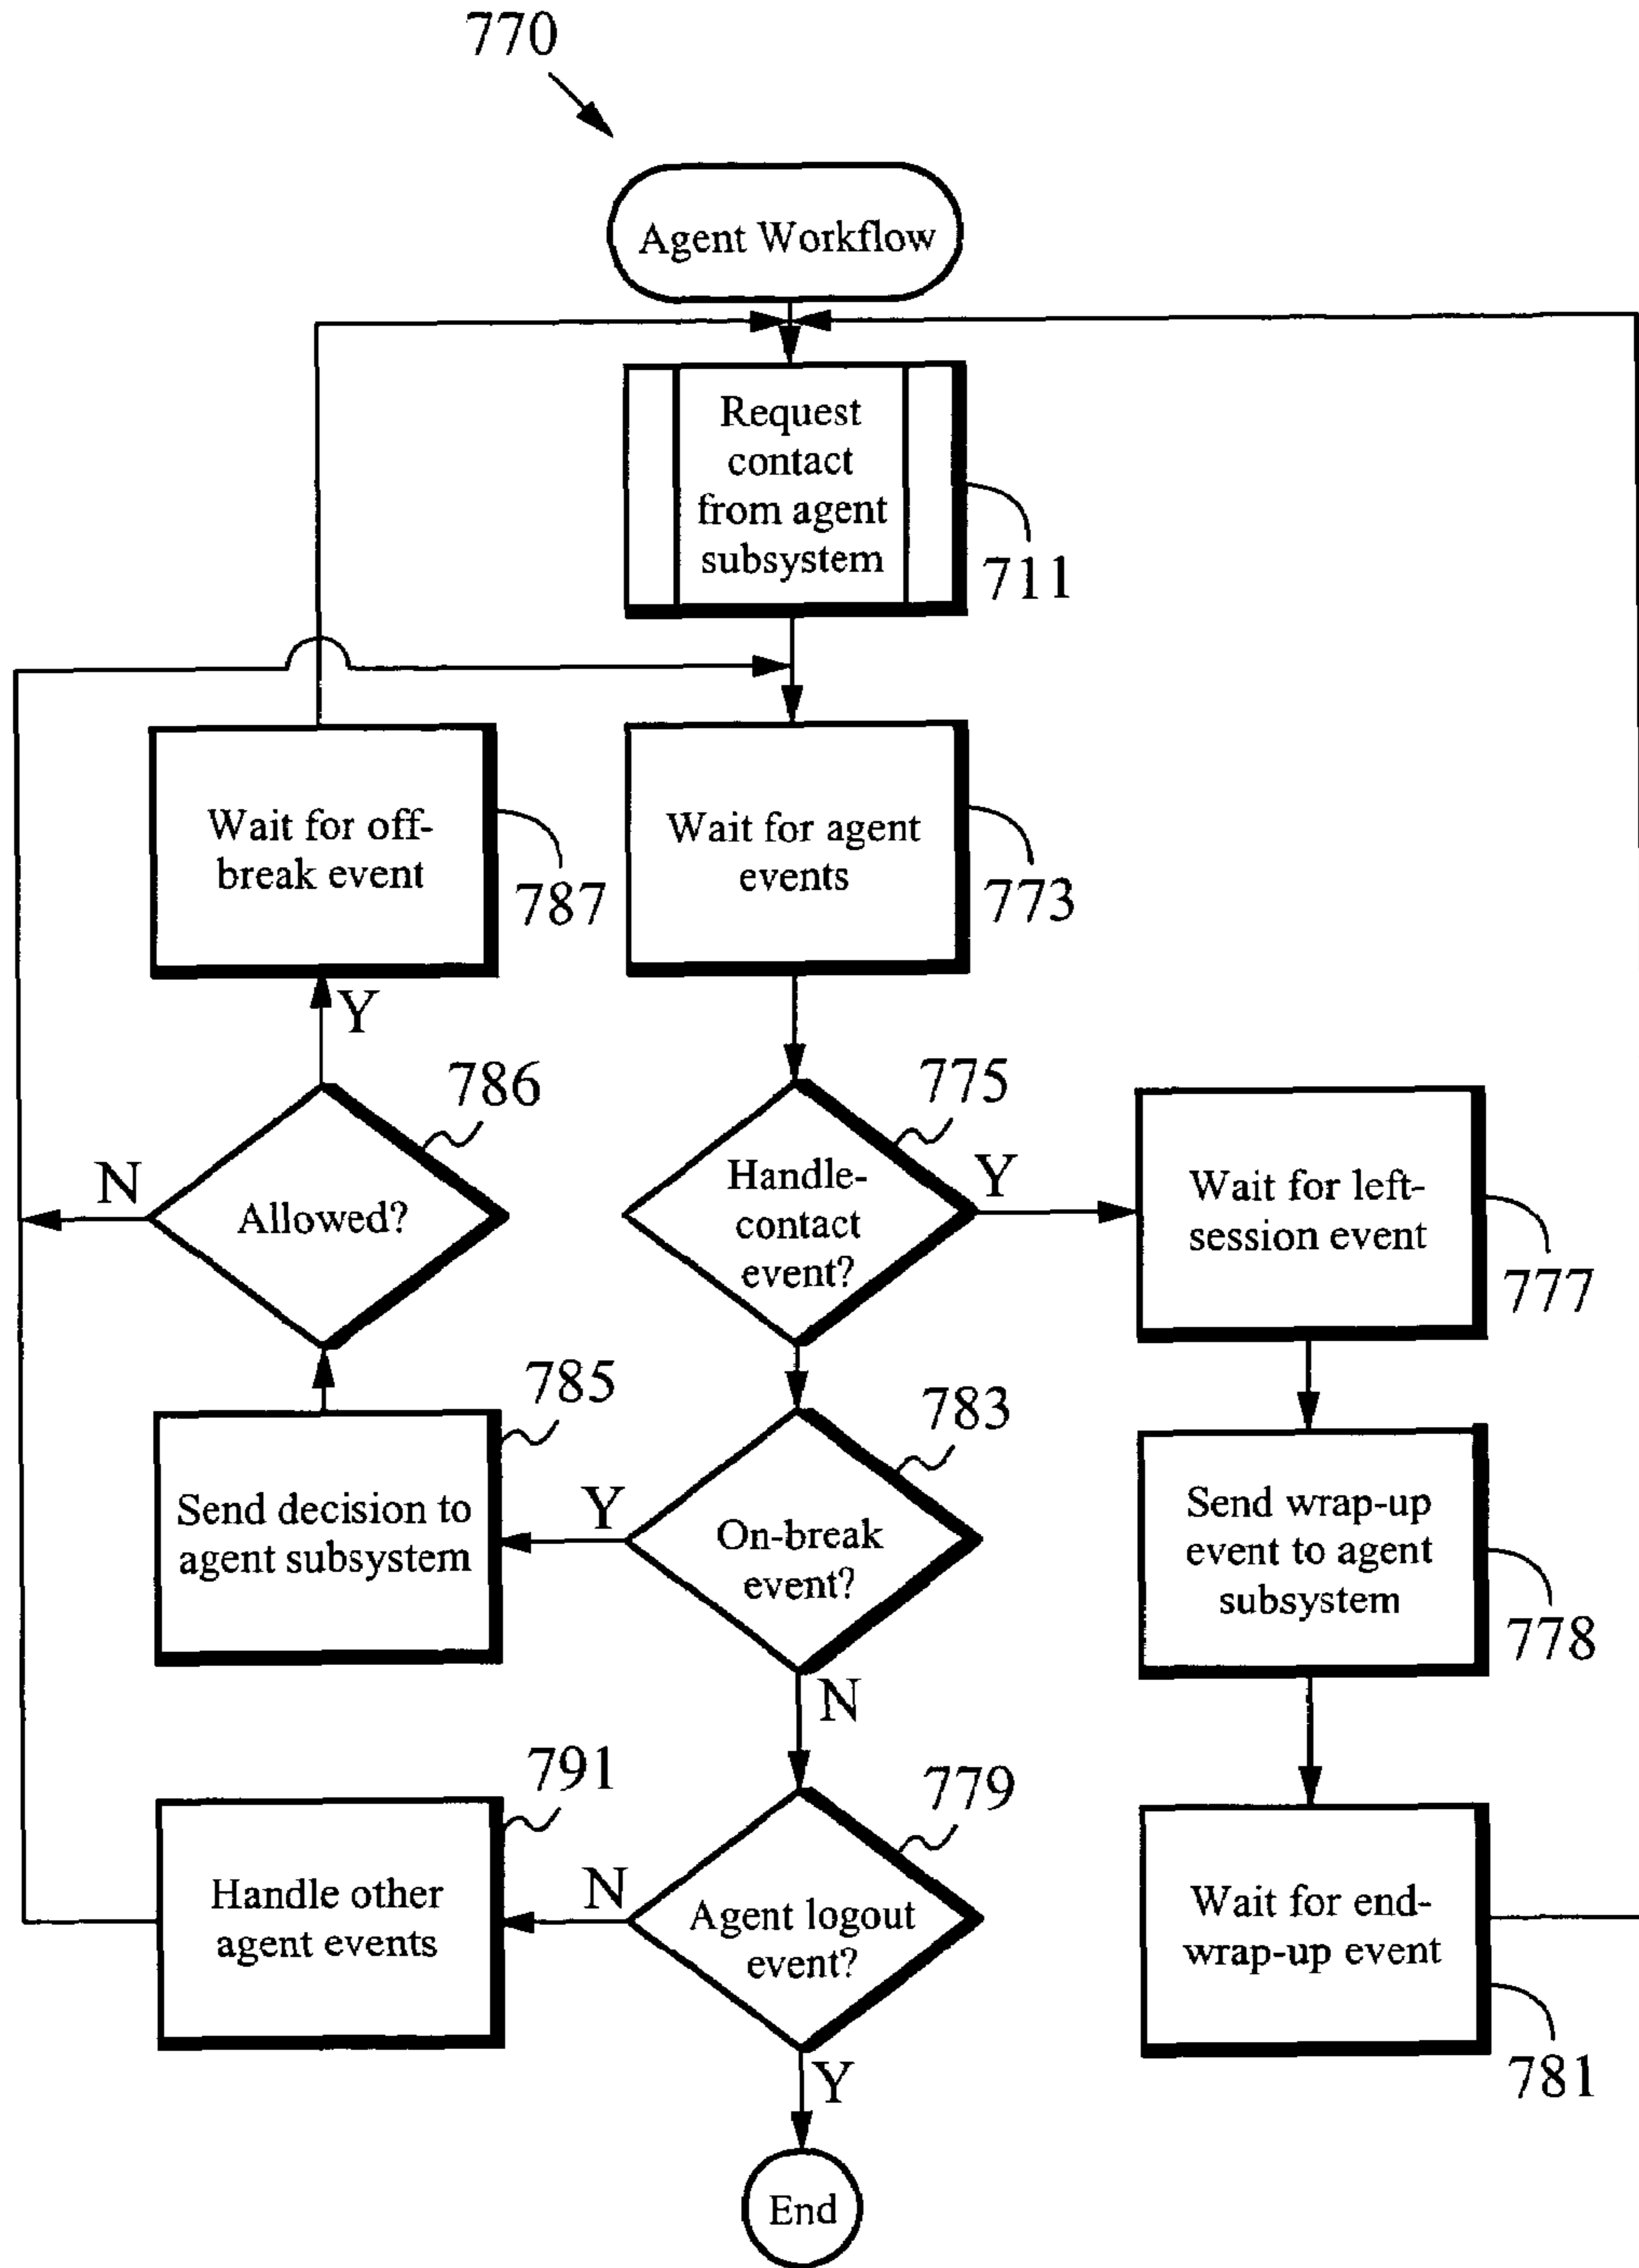 770
Agent Workflow
Request
contact
from agent
subsystem
711
Wait for off-
break event
787
Wait for agent
events
773
Y
786
775
N
Allowed?
Handle-
contact
event?
Y
Wait for left-
session event
777
785
783
Send decision to
agent subsystem
Y
On-break
event?
Send wrap-up
event to agent
subsystem
778
N
791
779
Handle other
agent events
N
Agent logout
event?
Wait for end-
wrap-up event
781
Y
End